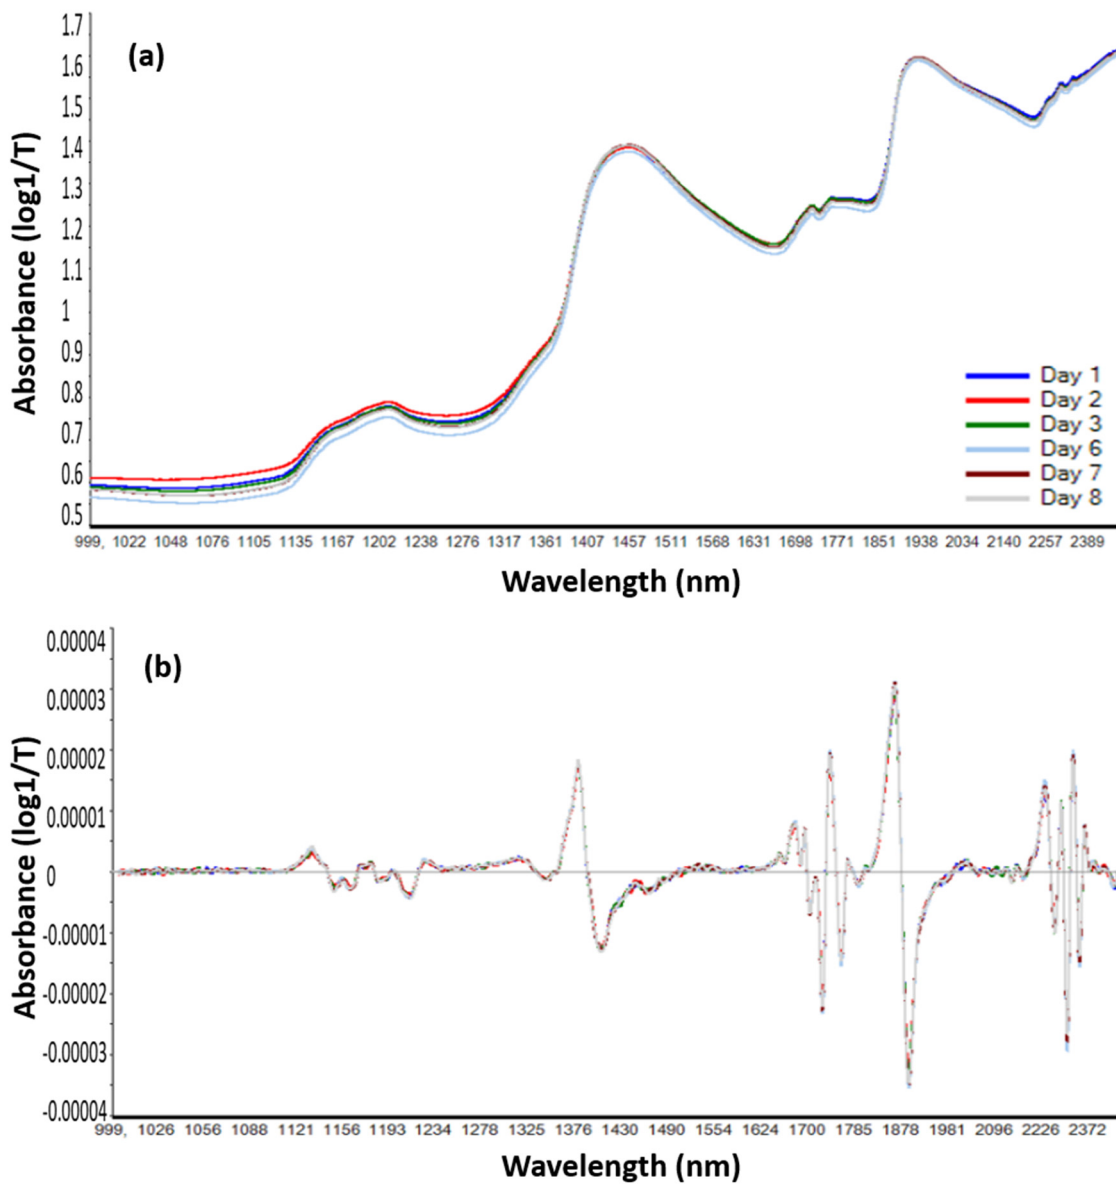 (a)
Absorbance (log1/T)
1.7
1.6
1.5
1.4
1.3
1.2
1.1
1
0.9
0.8
0.7
0.6
0.5
Day 1
Day 2
Day 3
Day 6
Day 7
Day 8
999, 1022 1048 1076 1105 1135 1167 1202 1238 1276 1317 1361 1407 1457 1511 1568 1631 1698 1771 1851 1938 2034 2140 2257 2389
Wavelength (nm)
(b)
Absorbance (log1/T)
0.00004
0.00003
0.00002
0.00001
0
-0.00001
-0.00002
-0.00003
-0.00004
999, 1026 1056 1088 1121 1156 1193 1234 1278 1325 1376 1430 1490 1554 1624 1700 1785 1878 1981 2096 2226 2372
Wavelength (nm)